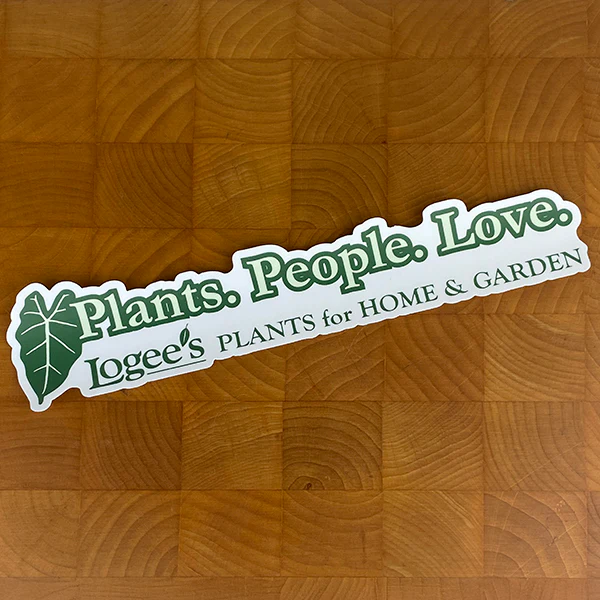 Plants. People. Love.
Logee's PLANTS for HOME & GARDEN